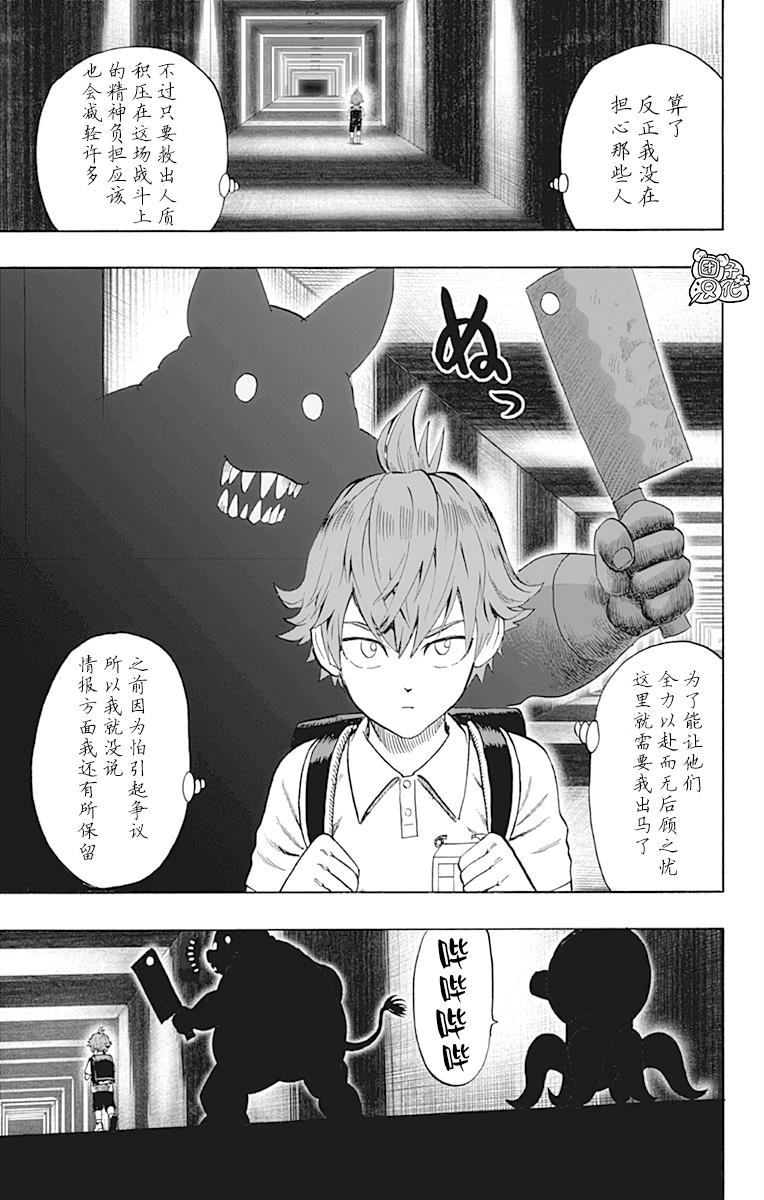 算了
反正我没在
担心那些人
不过只要救出人质
积压在这场战斗上
的精神负担应该
也会减轻许多
团子
汉化
ぬっ
为了能让他们
全力以赴而无后顾之忧
这里就需要我出马了
之前因为怕引起争议
所以我就没说
情报方面我还有所保留